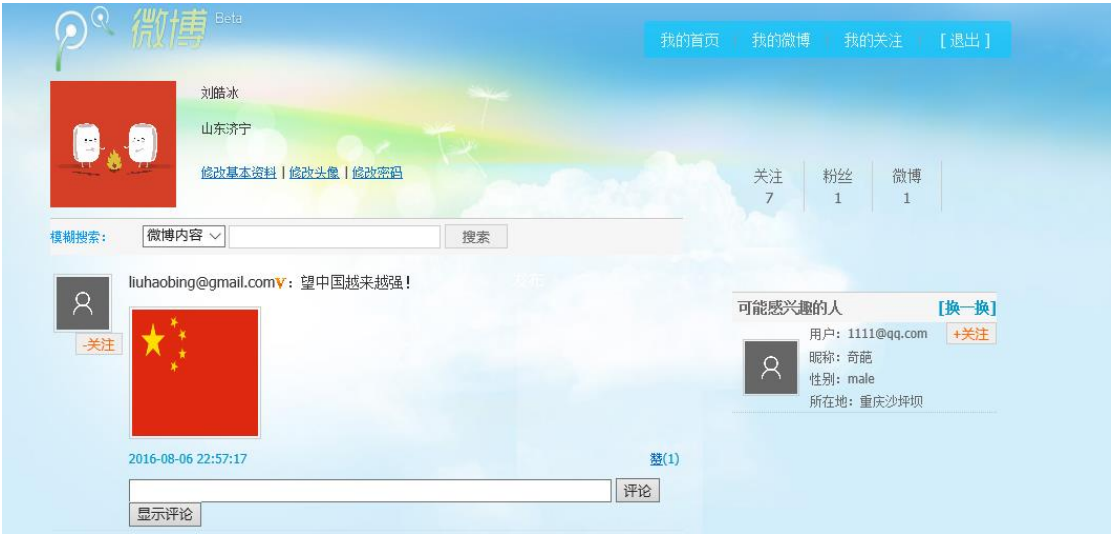 微博 Beta
我的首页 我的微博 我的关注 [ 退出 ]
刘皓冰
山东济宁
修改基本资料 | 修改头像 | 修改密码
关注 粉丝 微博
7 1 1
模糊搜索： 微博内容 搜索
liuhaobing@gmail.comV：望中国越来越强！
发布
-关注
2016-08-06 22:57:17 赞(1)
评论
显示评论
可能感兴趣的人 [换一换]
用户：1111@qq.com +关注
昵称：奇葩
性别：male
所在地：重庆沙坪坝